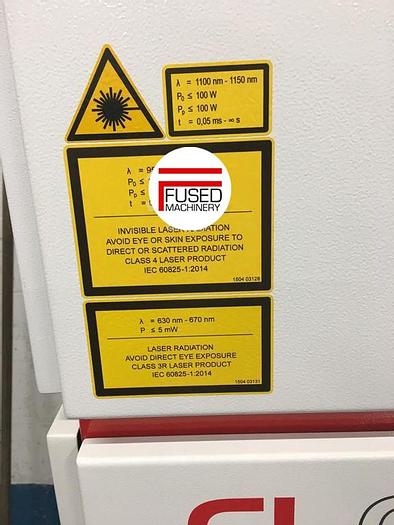 λ = 1100 nm - 1150 nm
P₀ ≤ 100 W
Pₚ ≤ 100 W
t = 0,05 ms - ∞ s
λ = 9
P₀ ≤
Pₚ ≤
t =
FUSED
MACHINERY
INVISIBLE LASER RADIATION
AVOID EYE OR SKIN EXPOSURE TO
DIRECT OR SCATTERED RADIATION
CLASS 4 LASER PRODUCT
IEC 60825-1:2014
1504 03128
λ = 630 nm - 670 nm
P ≤ 5 mW
LASER RADIATION
AVOID DIRECT EYE EXPOSURE
CLASS 3R LASER PRODUCT
IEC 60825-1:2014
1504 03131